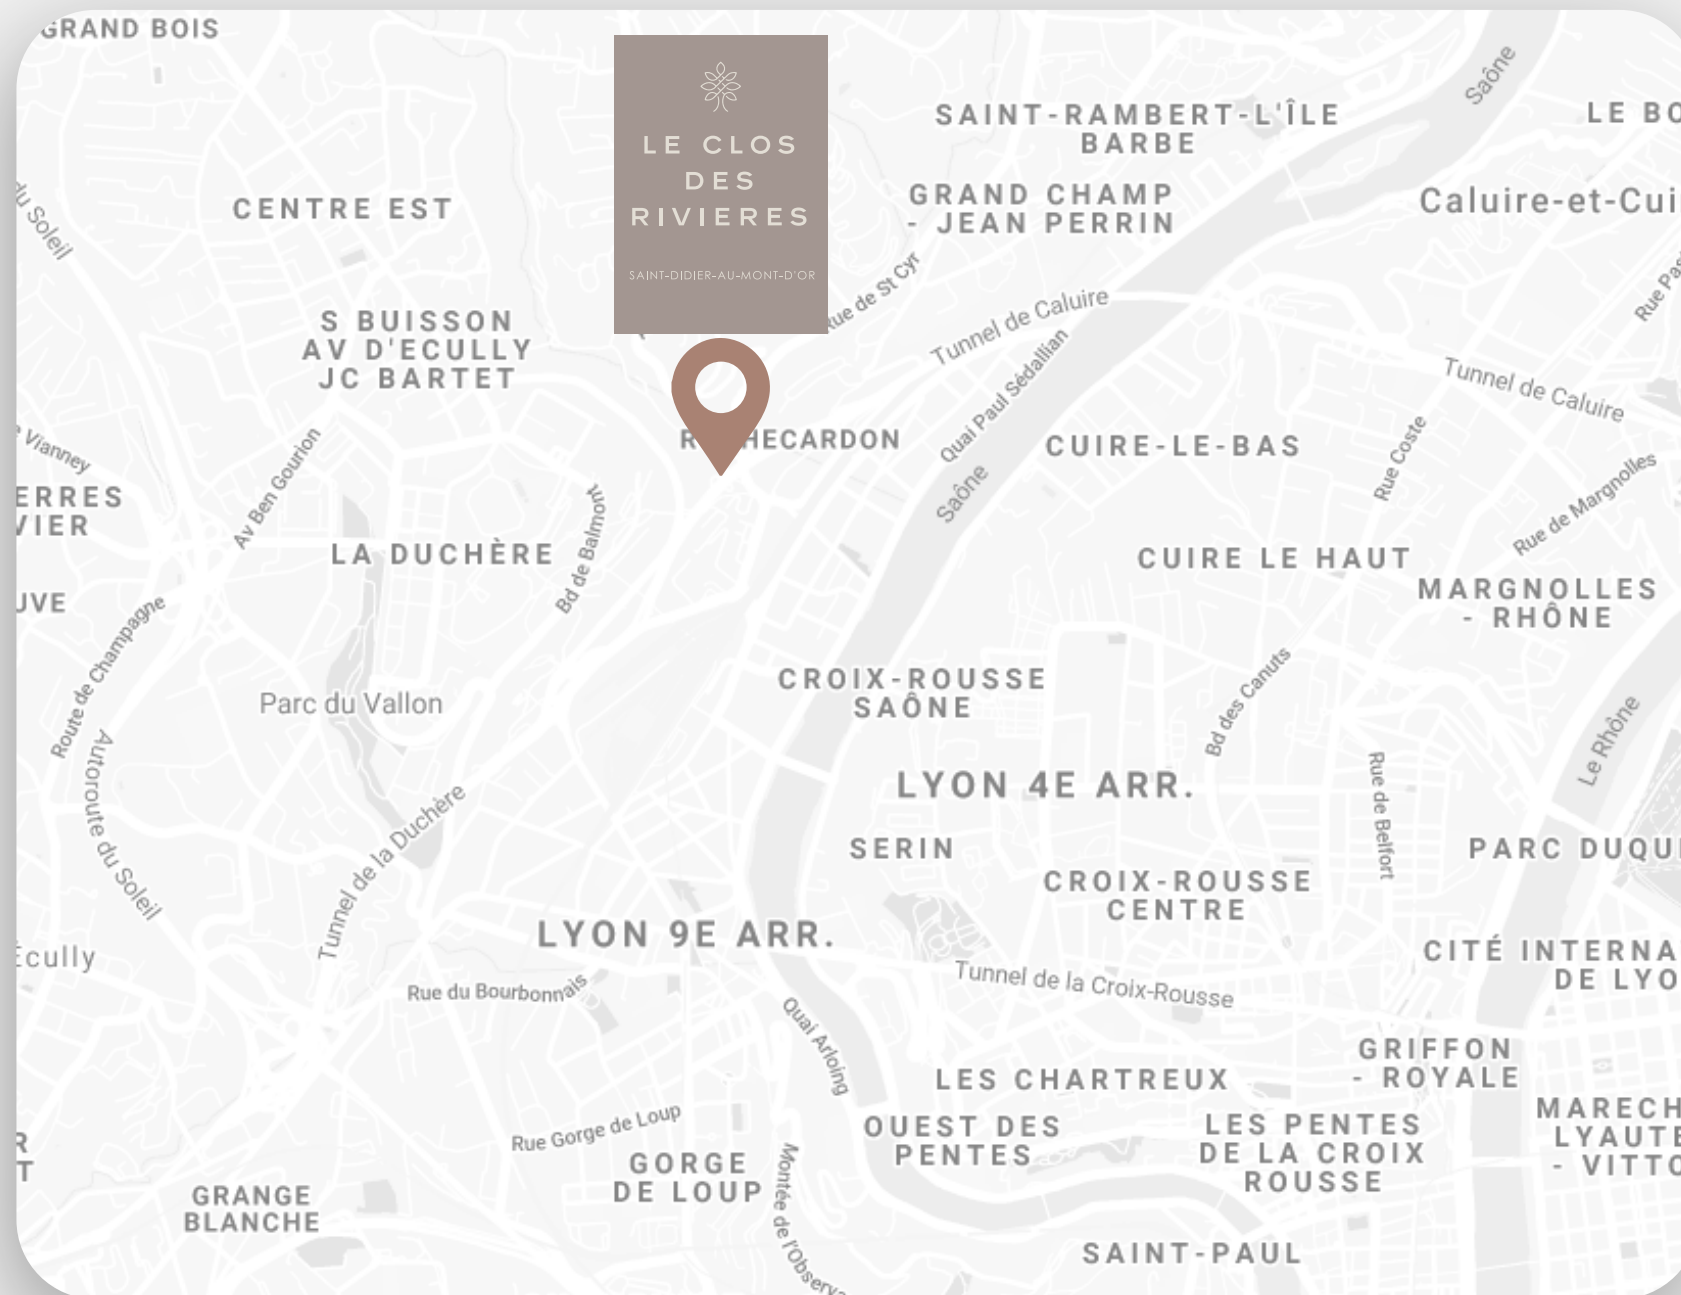 GRAND BOIS
LE CLOS
DES
RIVIERES
SAINT-DIDIER-AU-MONT-D'OR
Saône
SAINT-RAMBERT-L'ÎLE
BARBE
LE BO
CENTRE EST
GRAND CHAMP
- JEAN PERRIN
Caluire-et-Cui
du Soleil
Rue de St Cyr
Rue Pas
S BUISSON
AV D'ECULLY
JC BARTET
Tunnel de Caluire
Quai Paul Sédallian
Tunnel de Caluire
Vianney
Av Ben Gourion
HECARDON
CUIRE-LE-BAS
Rue Coste
Saône
Rue de Margnolles
ERRES
VIER
LA DUCHÈRE
Bd de Balmont
CUIRE LE HAUT
MARGNOLLES
- RHÔNE
UVE
Route de Champagne
CROIX-ROUSSE
SAÔNE
Bd des Canuts
Parc du Vallon
Le Rhône
Autoroute du Soleil
LYON 4E ARR.
Rue de Belfort
Tunnel de la Duchère
SERIN
PARC DUQU
CROIX-ROUSSE
CENTRE
LYON 9E ARR.
Écully
CITÉ INTERNA
DE LYO
Tunnel de la Croix-Rousse
Rue du Bourbonnais
Quai Arloing
GRIFFON
- ROYALE
LES CHARTREUX
Rue Gorge de Loup
OUEST DES
PENTES
LES PENTES
DE LA CROIX
ROUSSE
MARECH
LYAUTE
- VITTO
R
T
GORGE
DE LOUP
Montée de l'Observa
GRANGE
BLANCHE
SAINT-PAUL